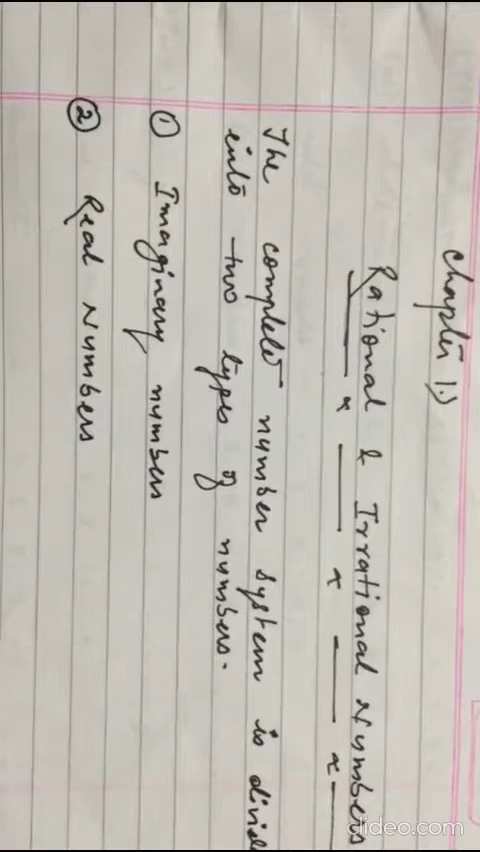 Chapter 1.)
Rational & Irrational Numbers
The complete number system is divid
into two types of numbers.
① Imaginary numbers
② Real Numbers
clideo.com